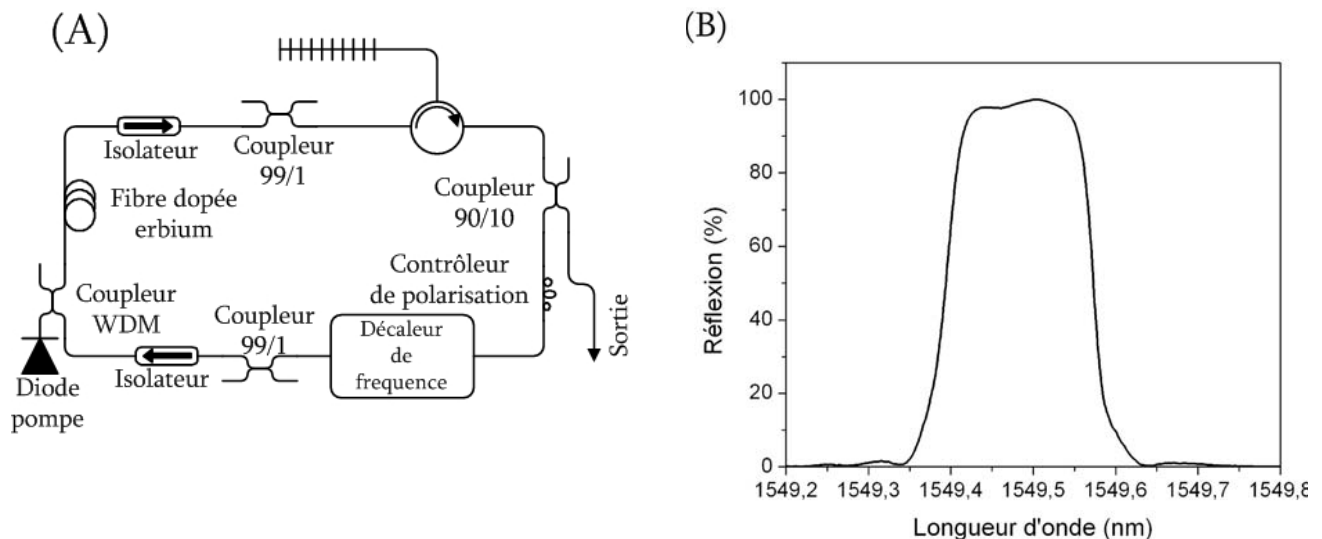 (A)
Isolateur
Coupleur
99/1
Fibre dopée
erbium
Coupleur
90/10
Contrôleur
de polarisation
Coupleur
WDM
Coupleur
99/1
Décaleur
de
frequence
Isolateur
Diode
pompe
Sortie
(B)
Réflexion (%)
100
80
60
40
20
0
1549,2 1549,3 1549,4 1549,5 1549,6 1549,7 1549,8
Longueur d'onde (nm)